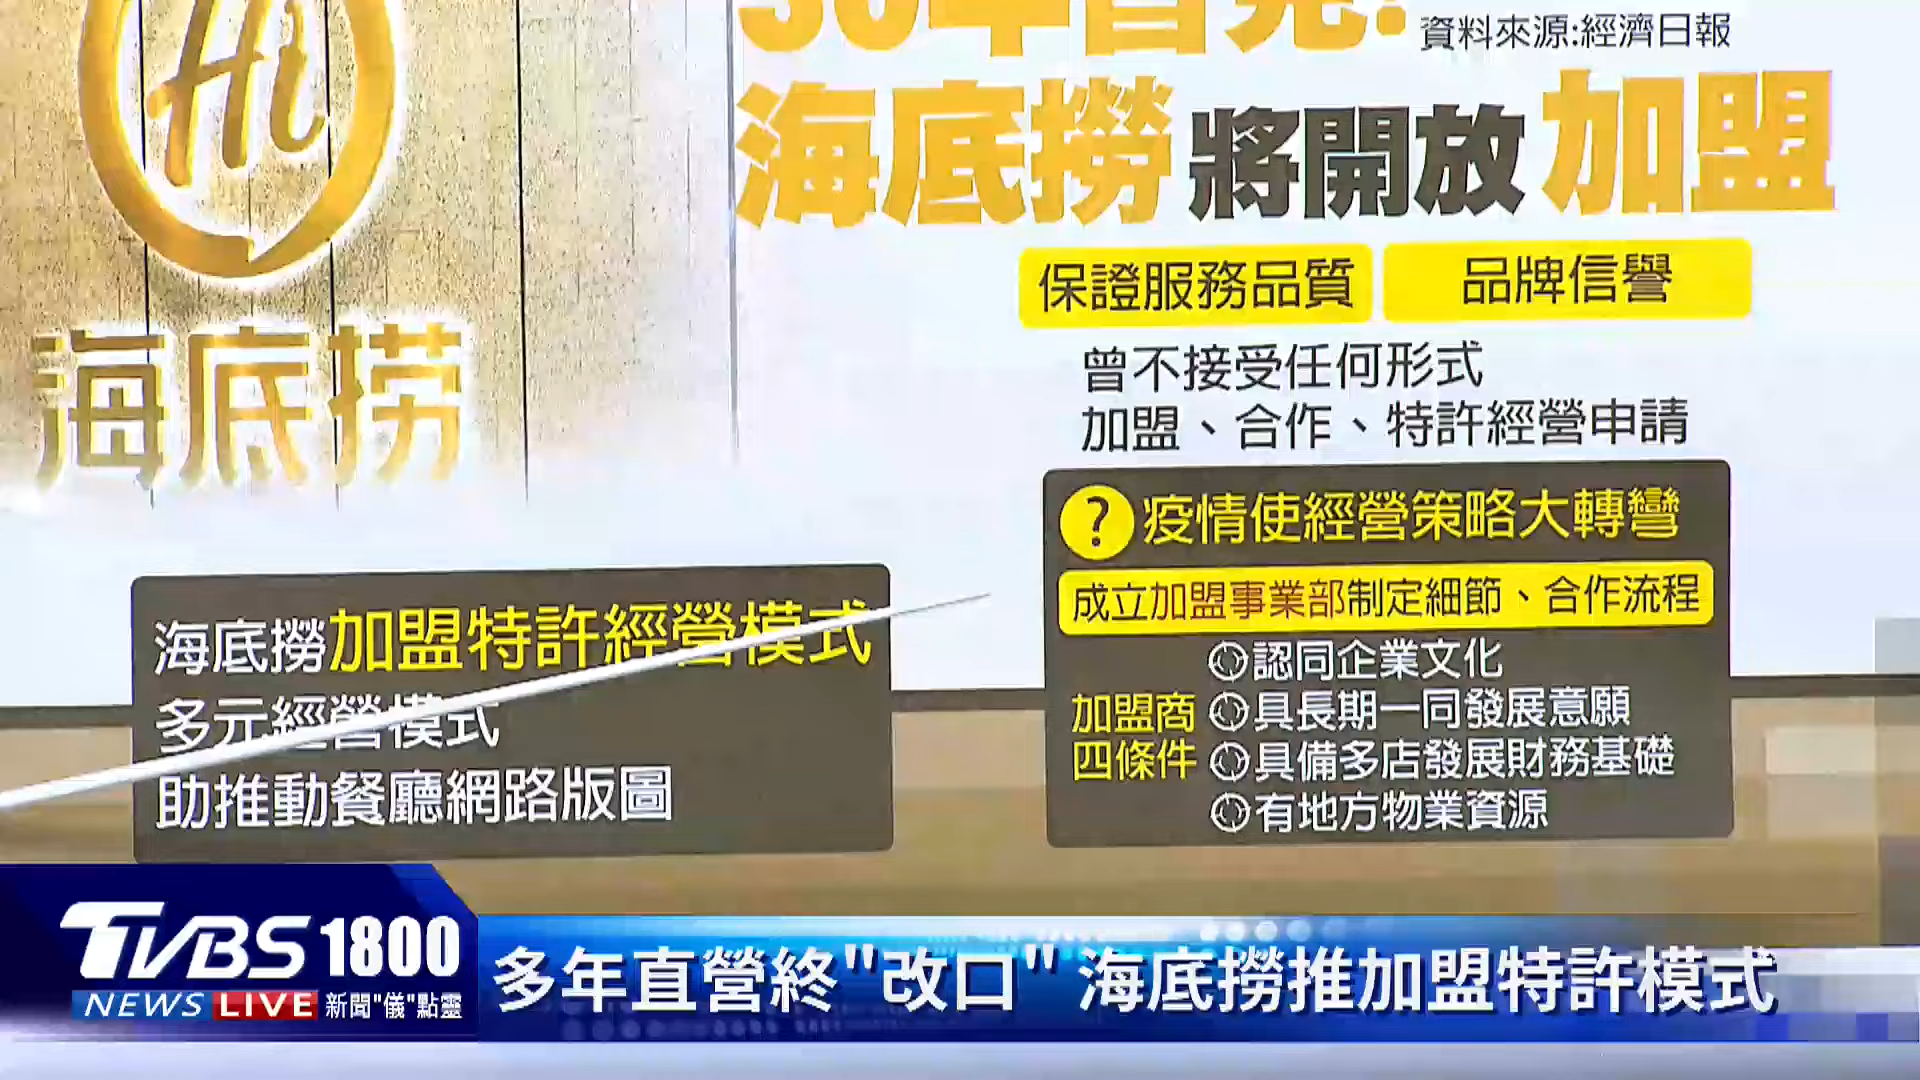 Hi
海底捞
30年首見!
資料來源:經濟日報
海底撈將開放加盟
保證服務品質
品牌信譽
曾不接受任何形式
加盟、合作、特許經營申請
?疫情使經營策略大轉彎
成立加盟事業部制定細節、合作流程
加盟商
四條件
認同企業文化
具長期一同發展意願
具備多店發展財務基礎
有地方物業資源
海底撈加盟特許經營模式
多元經營模式
助推動餐廳網路版圖
TVBS 1800
NEWS LIVE 新聞"儀"點靈
多年直營終"改口" 海底撈推加盟特許模式